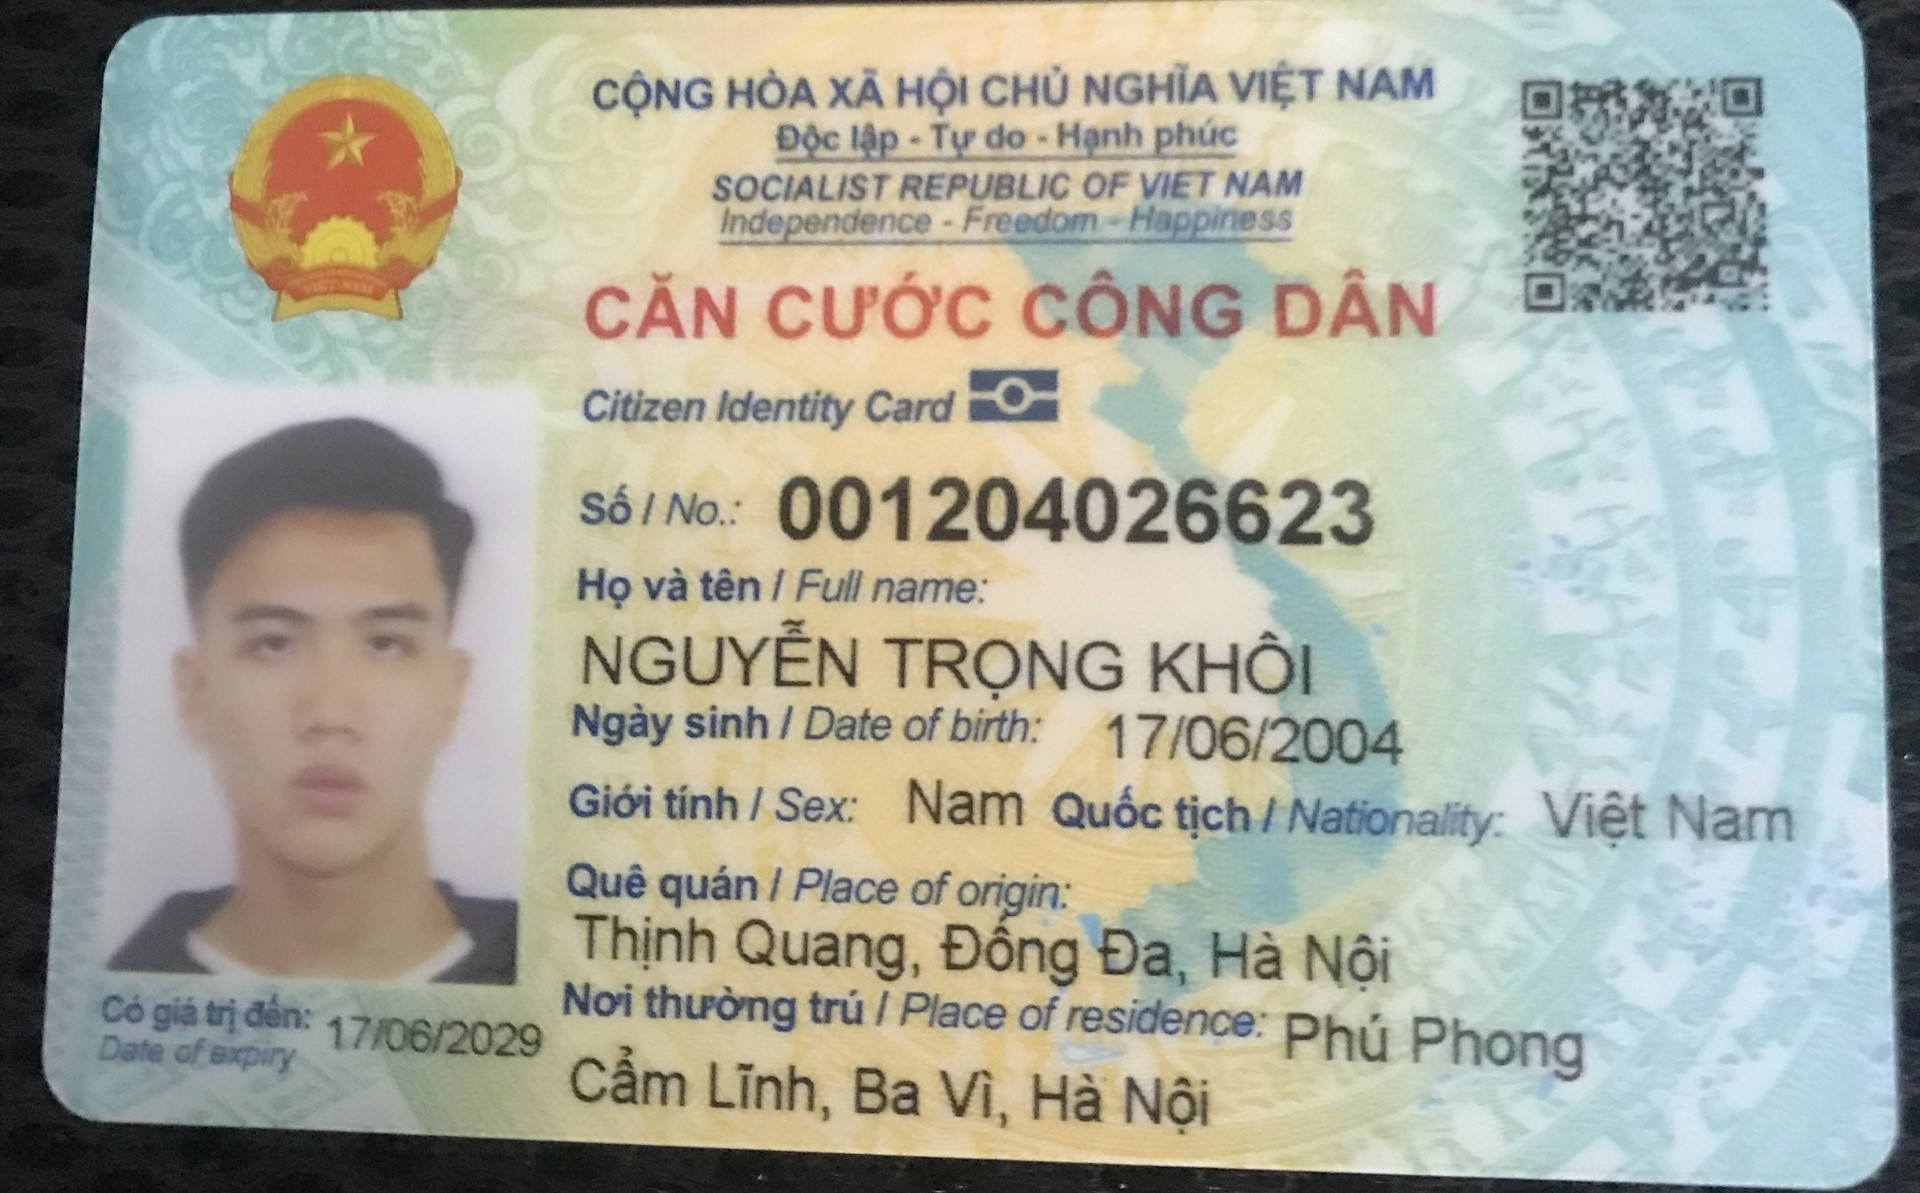 CỘNG HÒA XÃ HỘI CHỦ NGHĨA VIỆT NAM
Độc lập - Tự do - Hạnh phúc
SOCIALIST REPUBLIC OF VIET NAM
Independence - Freedom - Happiness
CĂN CƯỚC CÔNG DÂN
Citizen Identity Card
Số / No.: 001204026623
Họ và tên / Full name:
NGUYỄN TRỌNG KHÔI
Ngày sinh / Date of birth: 17/06/2004
Giới tính / Sex: Nam Quốc tịch / Nationality: Việt Nam
Quê quán / Place of origin:
Thịnh Quang, Đống Đa, Hà Nội
Nơi thường trú / Place of residence: Phú Phong
Cẩm Lĩnh, Ba Vì, Hà Nội
Có giá trị đến: 17/06/2029
Date of expiry
VIỆT NAM